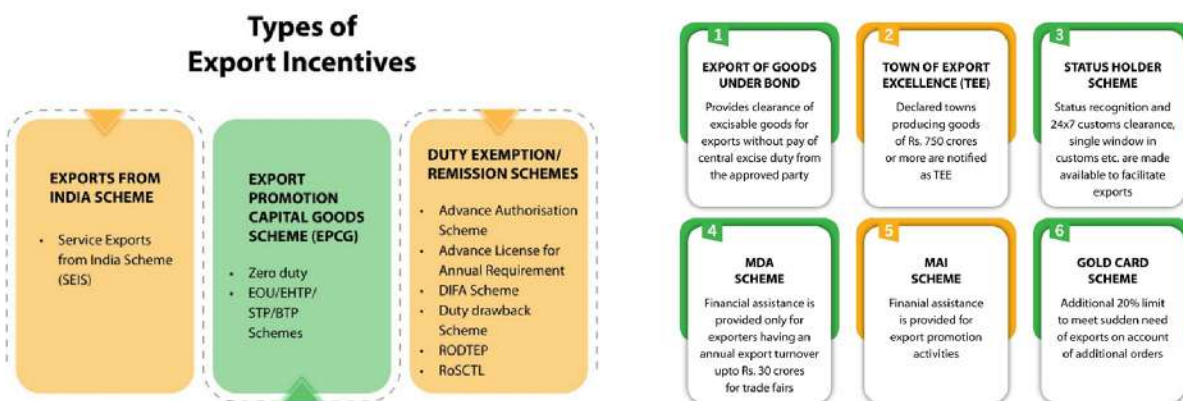 Types of
Export Incentives
EXPORTS FROM
INDIA SCHEME
• Service Exports
from India Scheme
(SEIS)
EXPORT
PROMOTION
CAPITAL GOODS
SCHEME (EPCG)
• Zero duty
• EOU/EHTP/
STP/BTP
Schemes
DUTY EXEMPTION/
REMISSION SCHEMES
• Advance Authorisation
Scheme
• Advance License for
Annual Requirement
• DIFA Scheme
• Duty drawback
Scheme
• RODTEP
• RoSCTL
1
EXPORT OF GOODS
UNDER BOND
Provides clearance of
excisable goods for
exports without pay of
central excise duty from
the approved party
2
TOWN OF EXPORT
EXCELLENCE (TEE)
Declared towns
producing goods
of Rs. 750 crores
or more are notified
as TEE
3
STATUS HOLDER
SCHEME
Status recognition and
24x7 customs clearance,
single window in
customs etc. are made
available to facilitate
exports
4
MDA
SCHEME
Financial assistance is
provided only for
exporters having an
annual export turnover
upto Rs. 30 crores
for trade fairs
5
MAI
SCHEME
Finanial assistance
is provided for
export promotion
activities
6
GOLD CARD
SCHEME
Additional 20% limit
to meet sudden need
of exports on account
of additional orders